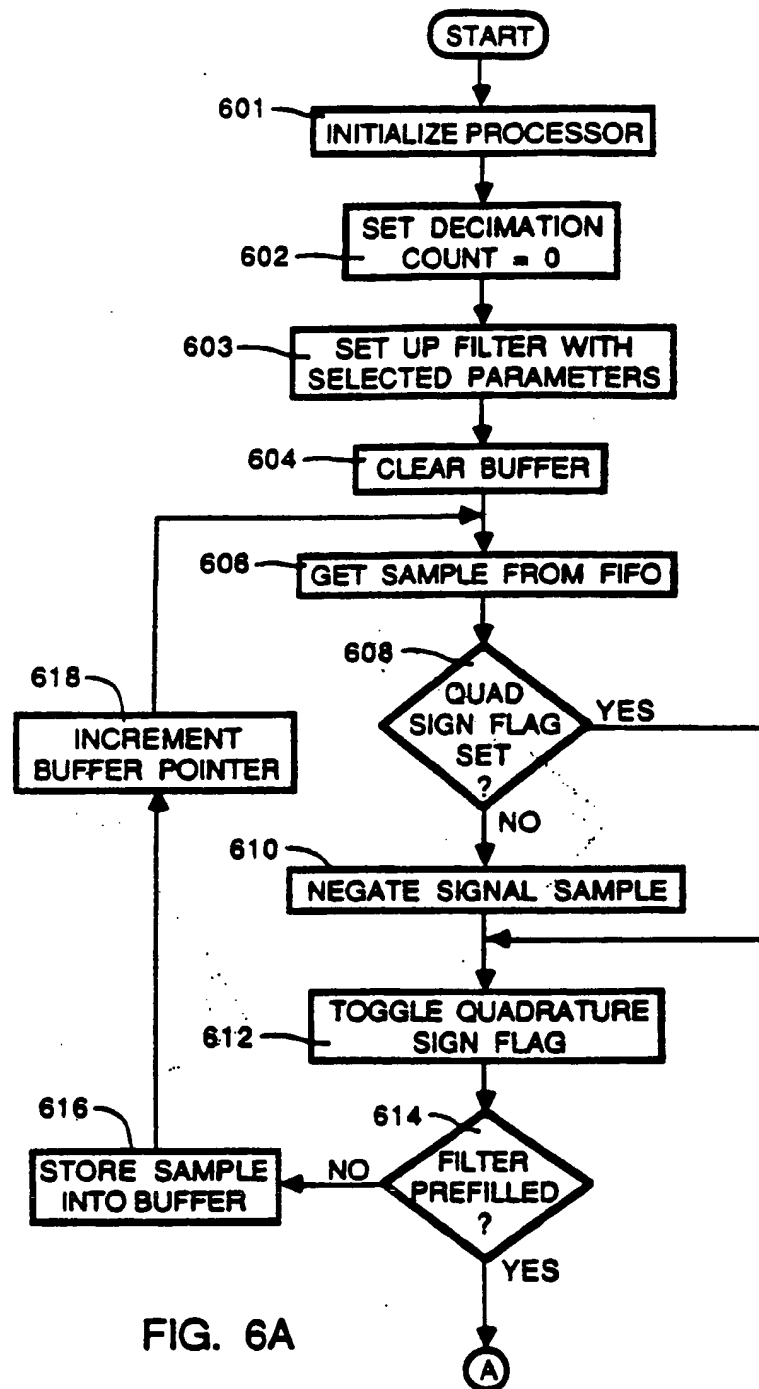 START
601
INITIALIZE PROCESSOR
SET DECIMATION
COUNT = 0
602
603
SET UP FILTER WITH
SELECTED PARAMETERS
604
CLEAR BUFFER
606
GET SAMPLE FROM FIFO
608
QUAD
SIGN FLAG
SET
?
YES
NO
618
INCREMENT
BUFFER POINTER
610
NEGATE SIGNAL SAMPLE
TOGGLE QUADRATURE
SIGN FLAG
612
616
STORE SAMPLE
INTO BUFFER
NO
614
FILTER
PREFILLED
?
YES
FIG. 6A
A